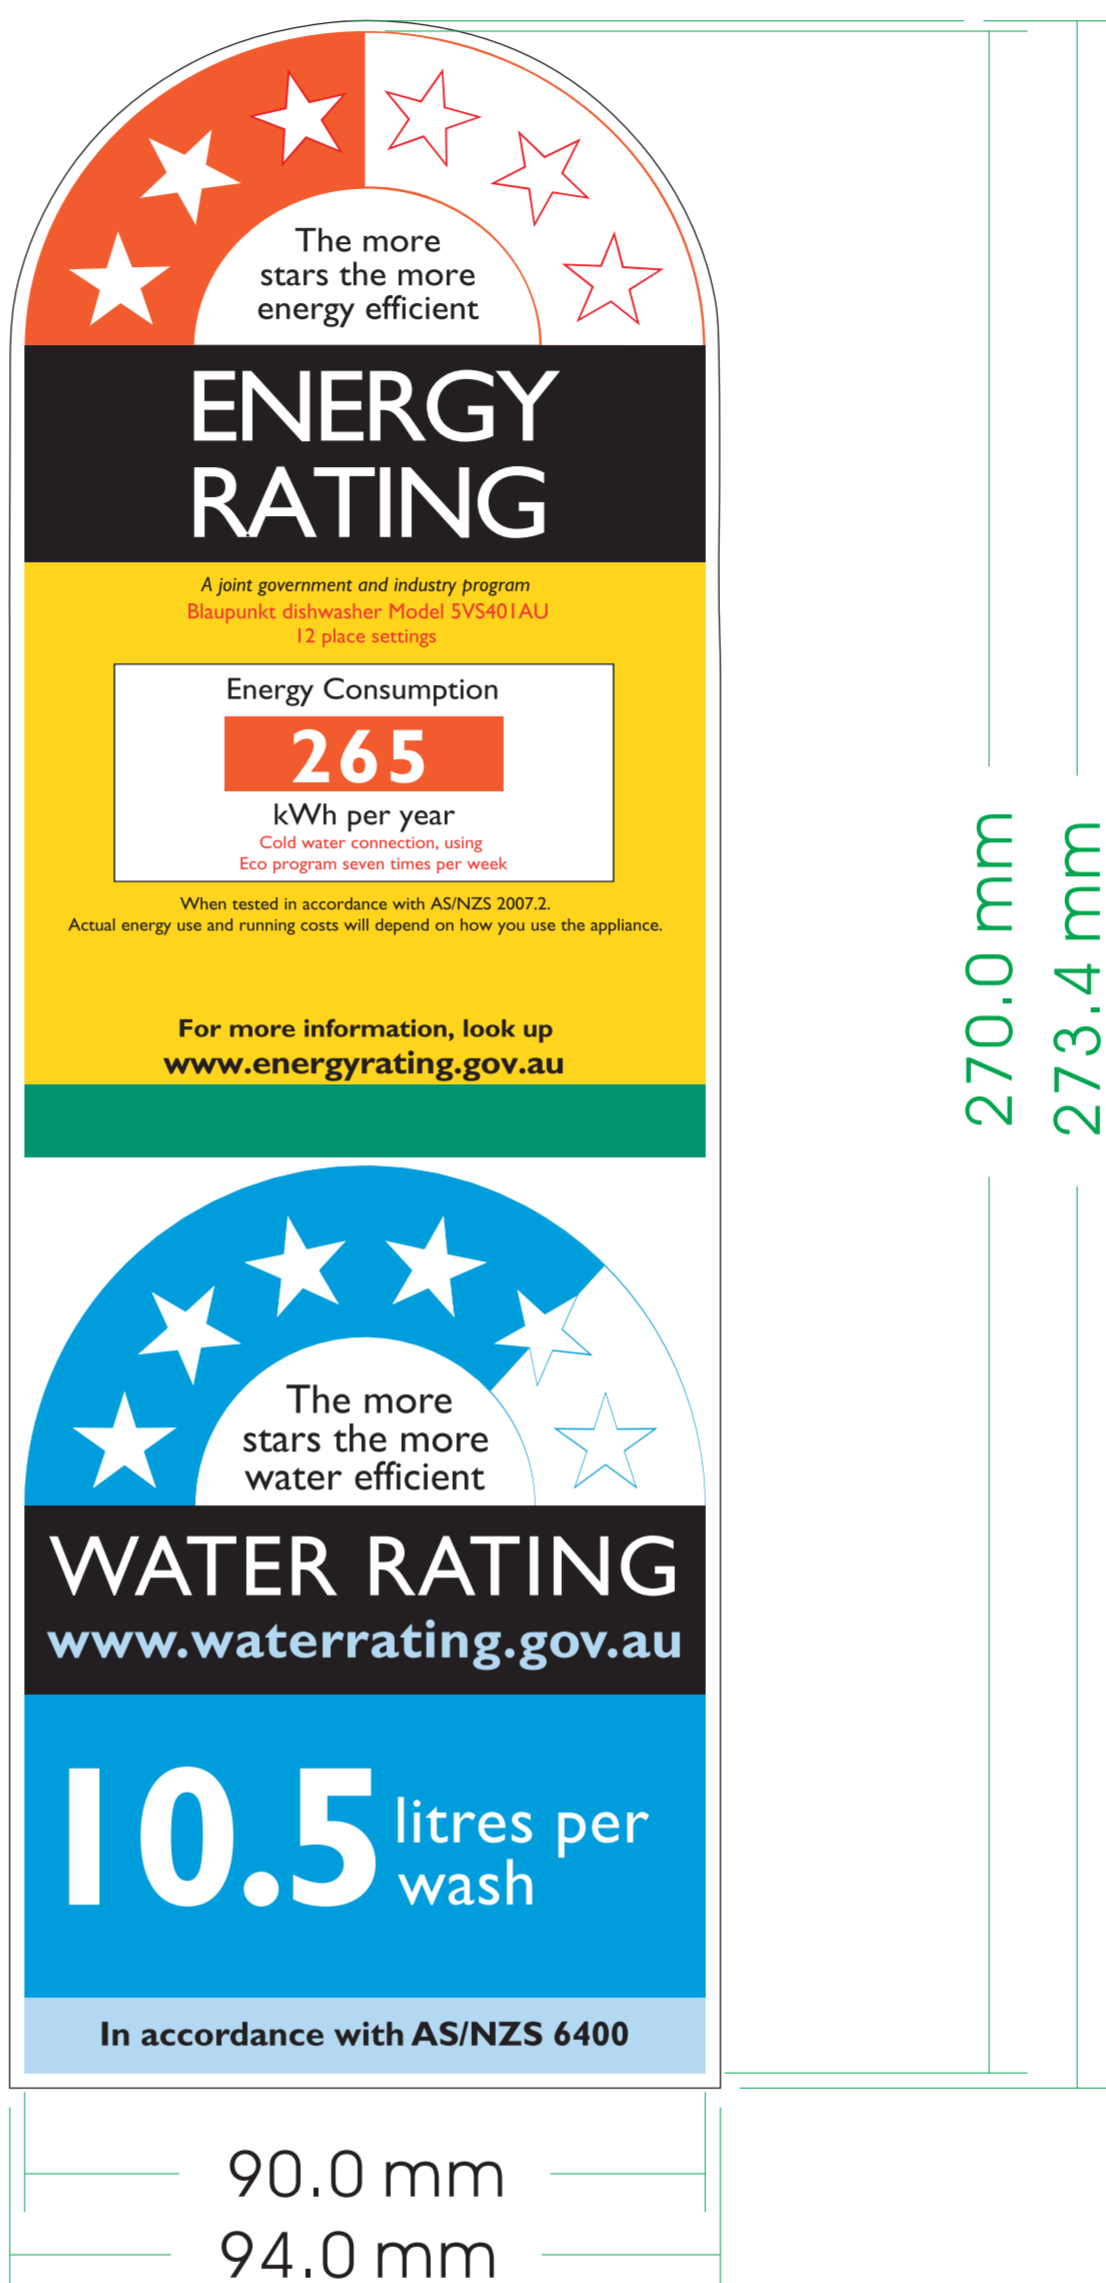 The more
stars the more
energy efficient
ENERGY
RATING
A joint government and industry program
Blaupunkt dishwasher Model 5VS401AU
12 place settings
Energy Consumption
265
kWh per year
Cold water connection, using
Eco program seven times per week
When tested in accordance with AS/NZS 2007.2.
Actual energy use and running costs will depend on how you use the appliance.
For more information, look up
www.energyrating.gov.au
270.0 mm
273.4 mm
The more
stars the more
water efficient
WATER RATING
www.waterrating.gov.au
10.5 litres per
wash
In accordance with AS/NZS 6400
90.0 mm
94.0 mm